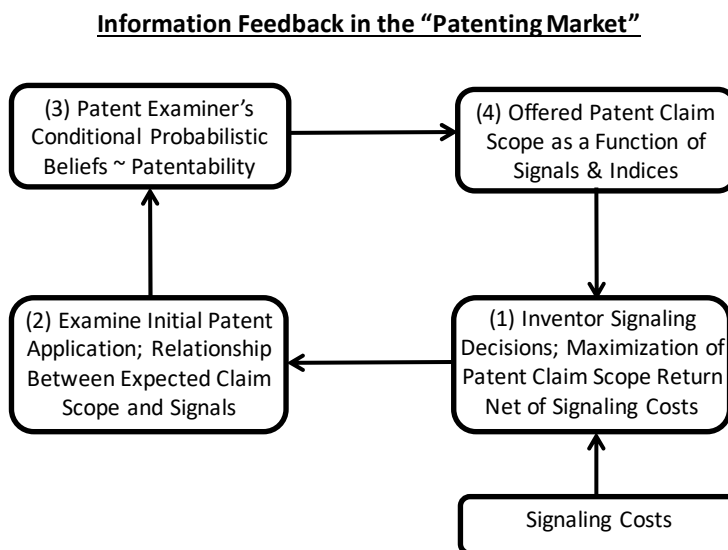 Information Feedback in the “Patenting Market”
(3) Patent Examiner’s
Conditional Probabilistic
Beliefs ~ Patentability
(4) Offered Patent Claim
Scope as a Function of
Signals & Indices
(2) Examine Initial Patent
Application; Relationship
Between Expected Claim
Scope and Signals
(1) Inventor Signaling
Decisions; Maximization of
Patent Claim Scope Return
Net of Signaling Costs
Signaling Costs